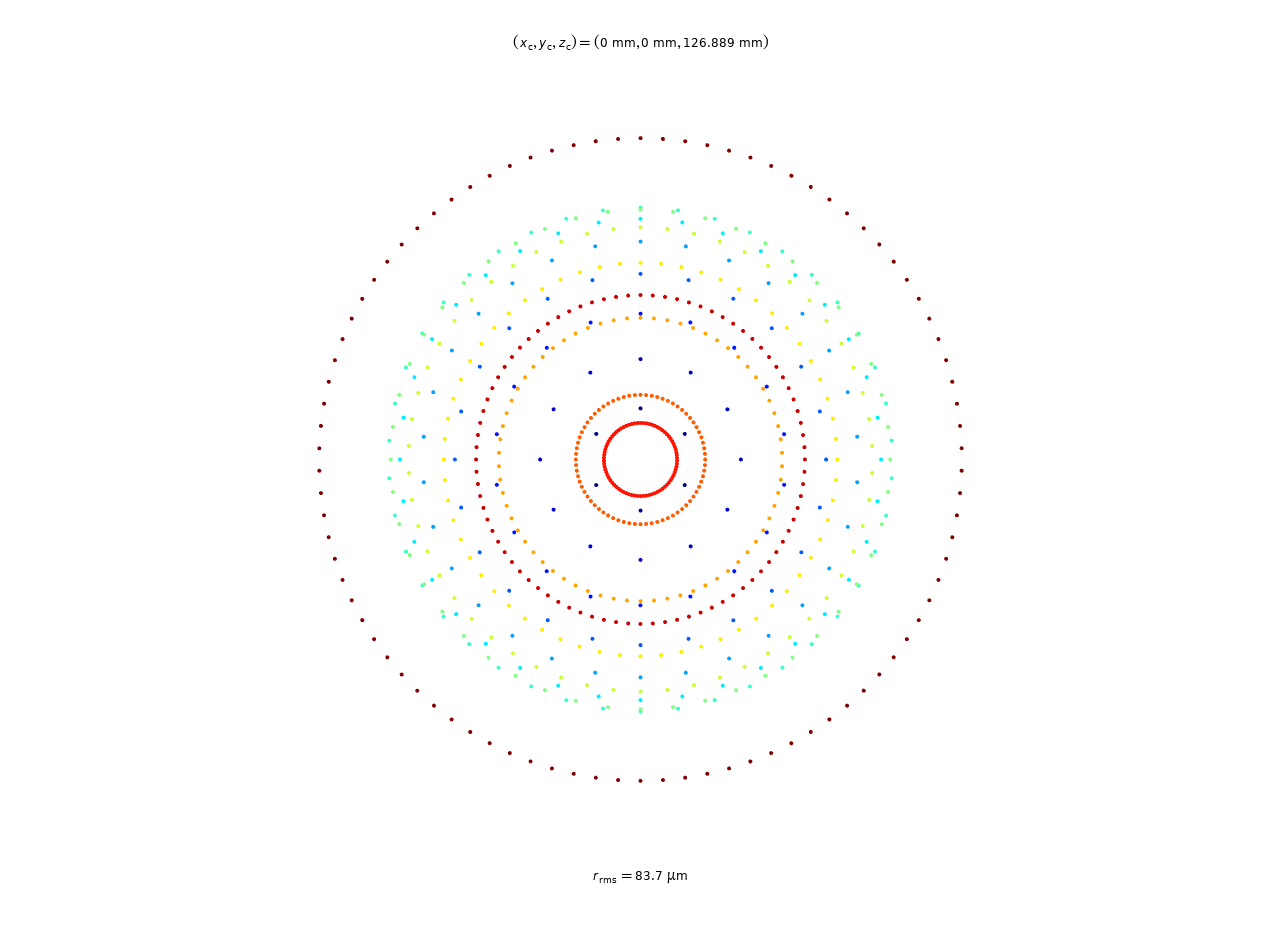 (x_c, y_c, z_c) = (0 mm, 0 mm, 126.889 mm)
r_rms = 83.7 µm